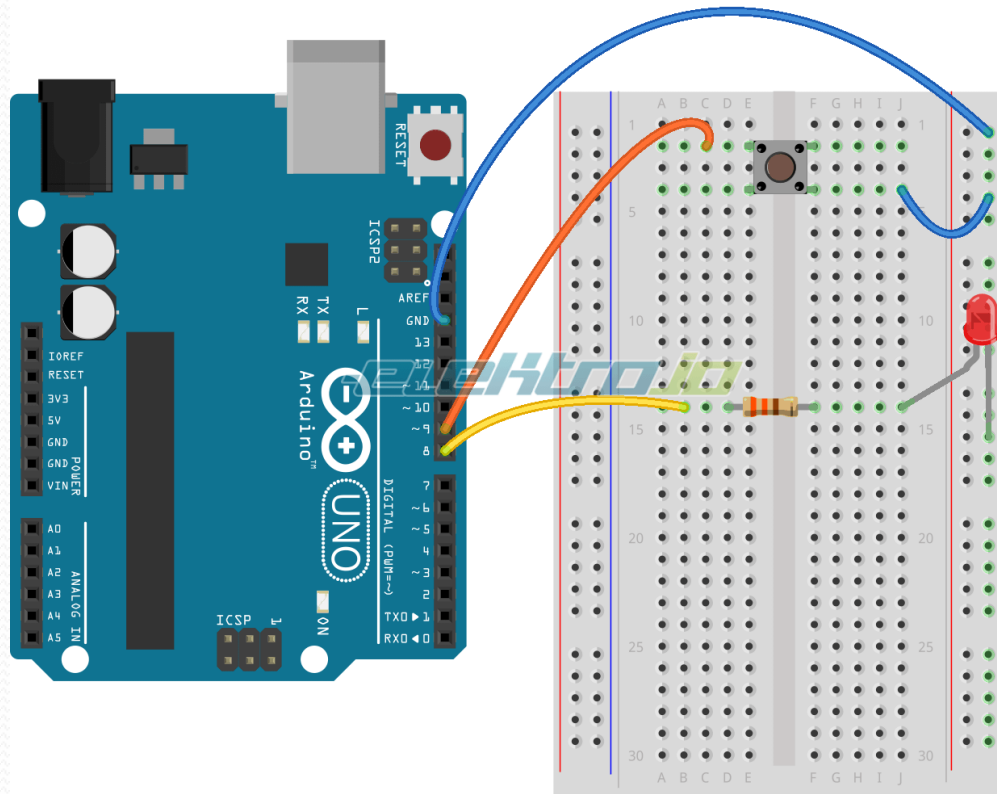 RESET
ICSP2
AREF
GND
13
12
~ 11
~ 10
~ 9
8
7
~ 6
~ 5
4
~ 3
2
TX0 ▶ 1
RX0 ◀ 0
DIGITAL (PWM=~)
RX
TX
L
Arduino™
UNO
ON
ICSP
1
IOREF
RESET
3V3
5V
GND
GND
VIN
POWER
A0
A1
A2
A3
A4
A5
ANALOG IN
elektro.io
A B C D E F G H I J
1 1
5
10 10
15 15
20 20
25 25
30 30
A B C D E F G H I J